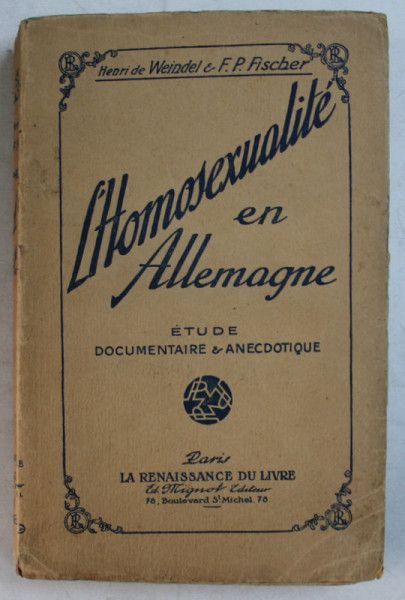 Henri de Weindel & F. P. Fischer
L'Homosexualité
en
Allemagne
ÉTUDE
DOCUMENTAIRE & ANECDOTIQUE
Paris
LA RENAISSANCE DU LIVRE
Ed. Mignot Editeur
78, Boulevard St Michel, 78